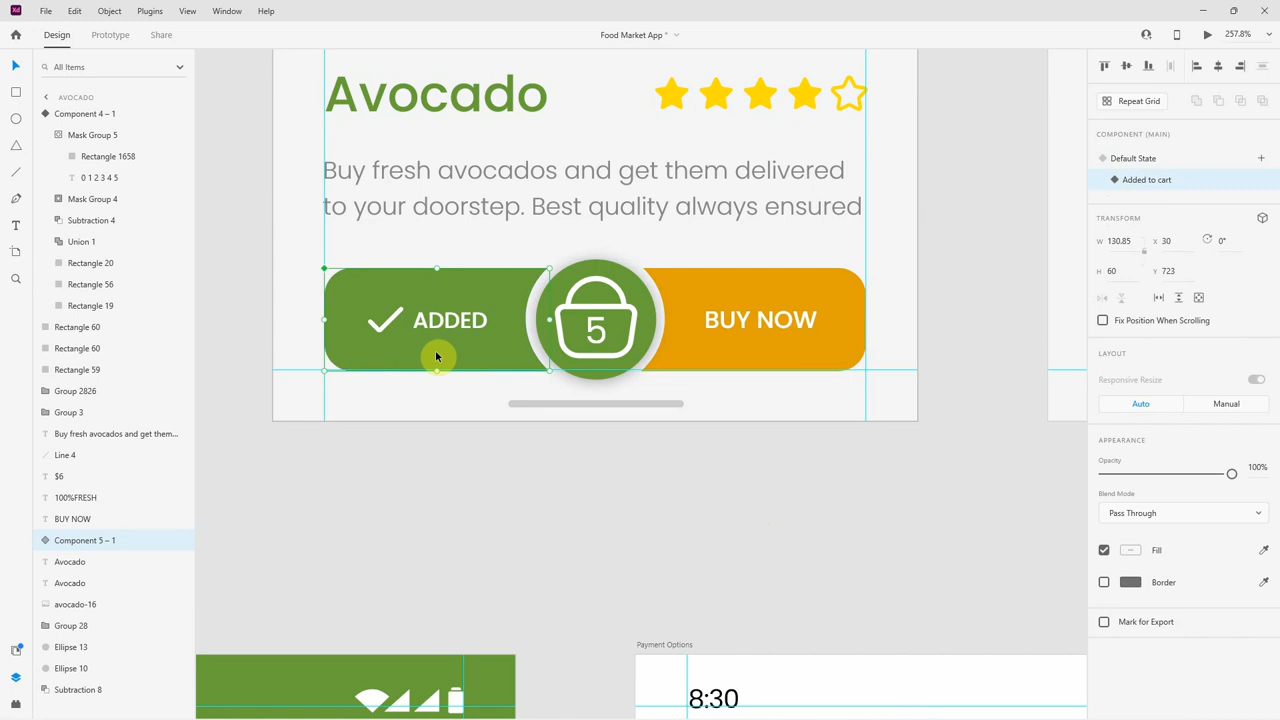 Xd File Edit Object Plugins View Window Help
Design Prototype Share
Food Market App *
257.8%
All Items
AVOCADO
Component 4 – 1
Mask Group 5
Rectangle 1658
0 1 2 3 4 5
Mask Group 4
Subtraction 4
Union 1
Rectangle 20
Rectangle 56
Rectangle 19
Rectangle 60
Rectangle 60
Rectangle 59
Group 2826
Group 3
Buy fresh avocados and get them...
Line 4
$6
100%FRESH
BUY NOW
Component 5 – 1
Avocado
Avocado
avocado-16
Group 28
Ellipse 13
Ellipse 10
Subtraction 8
Avocado
Buy fresh avocados and get them delivered
to your doorstep. Best quality always ensured
ADDED
5
BUY NOW
Payment Options
8:30
Repeat Grid
COMPONENT (MAIN)
Default State
Added to cart
TRANSFORM
W 130.85 X 30 0°
H 60 Y 723
Fix Position When Scrolling
LAYOUT
Responsive Resize
Auto Manual
APPEARANCE
Opacity
100%
Blend Mode
Pass Through
Fill
Border
Mark for Export